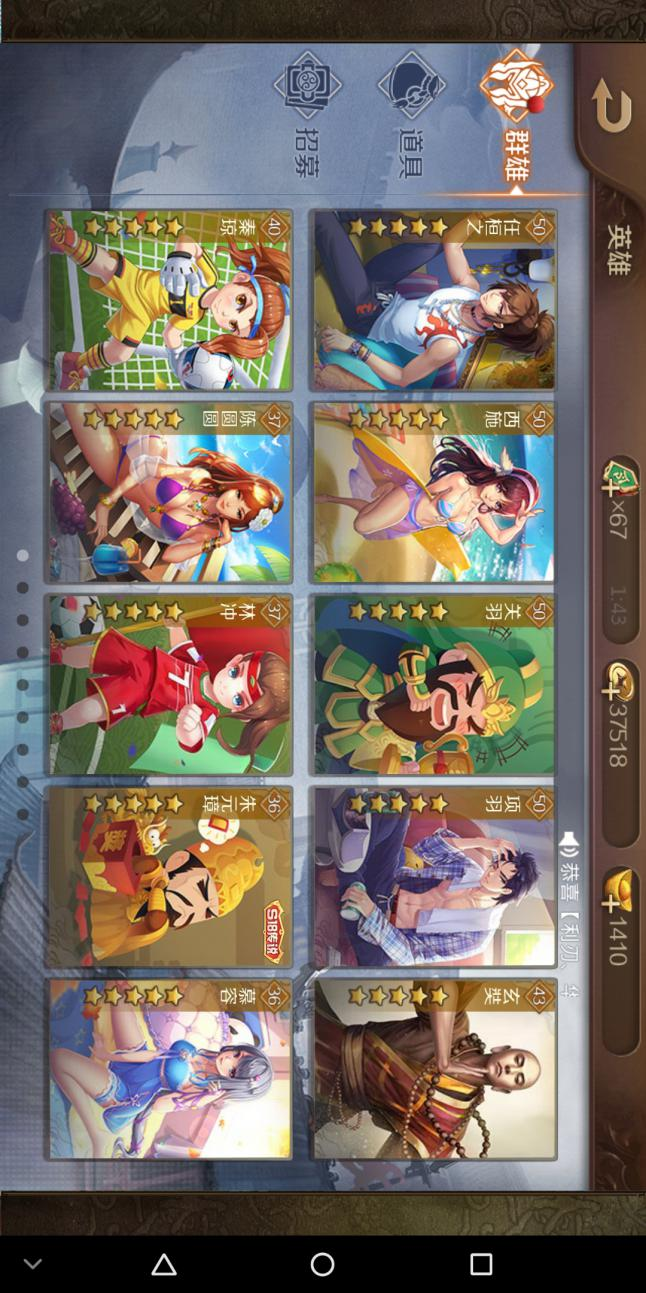 英雄
×67
1:43
37518
1410
恭喜【利刃、华
群雄
道具
招募
50
任桓之
50
西施
50
关羽
50
项羽
43
玄奘
40
秦琼
37
陈圆圆
37
林冲
36
朱元璋
S18传说
36
慕容